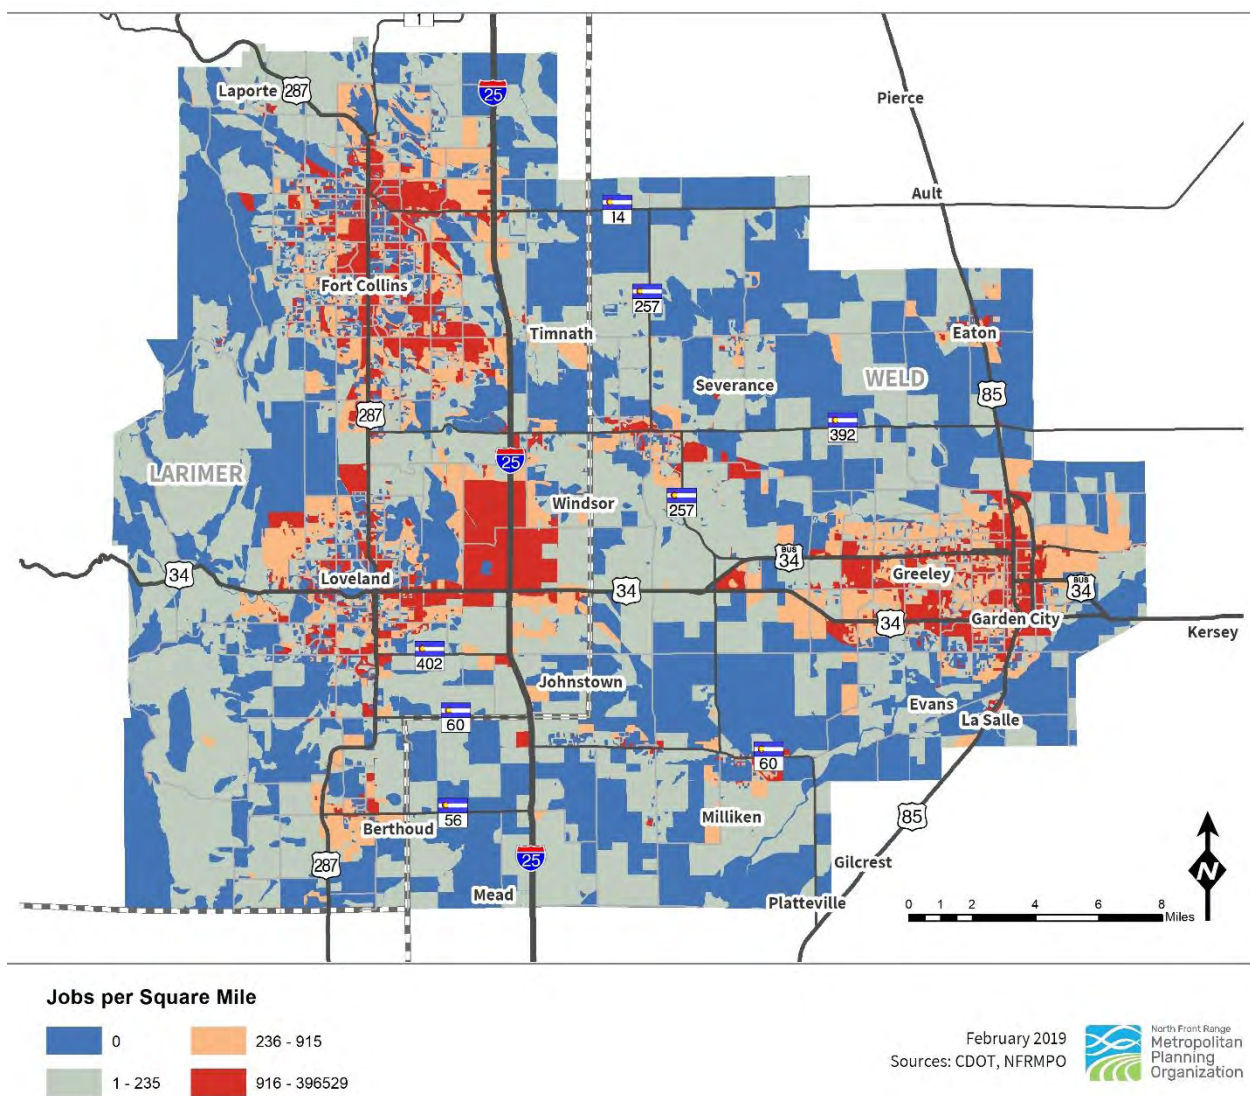 1
Laporte
287
25
Pierce
14
Ault
Fort Collins
257
Timnath
Eaton
Severance
WELD
85
287
392
25
LARIMER
Windsor
257
34
Loveland
34
BUS
34
Greeley
BUS
34
34
Garden City
Kersey
402
Johnstown
Evans
La Salle
60
60
56
Berthoud
Milliken
85
287
25
Gilcrest
Mead
Platteville
N
0 1 2 4 6 8
Miles
Jobs per Square Mile
0
236 - 915
1 - 235
916 - 396529
February 2019
Sources: CDOT, NFRMPO
North Front Range
Metropolitan
Planning
Organization